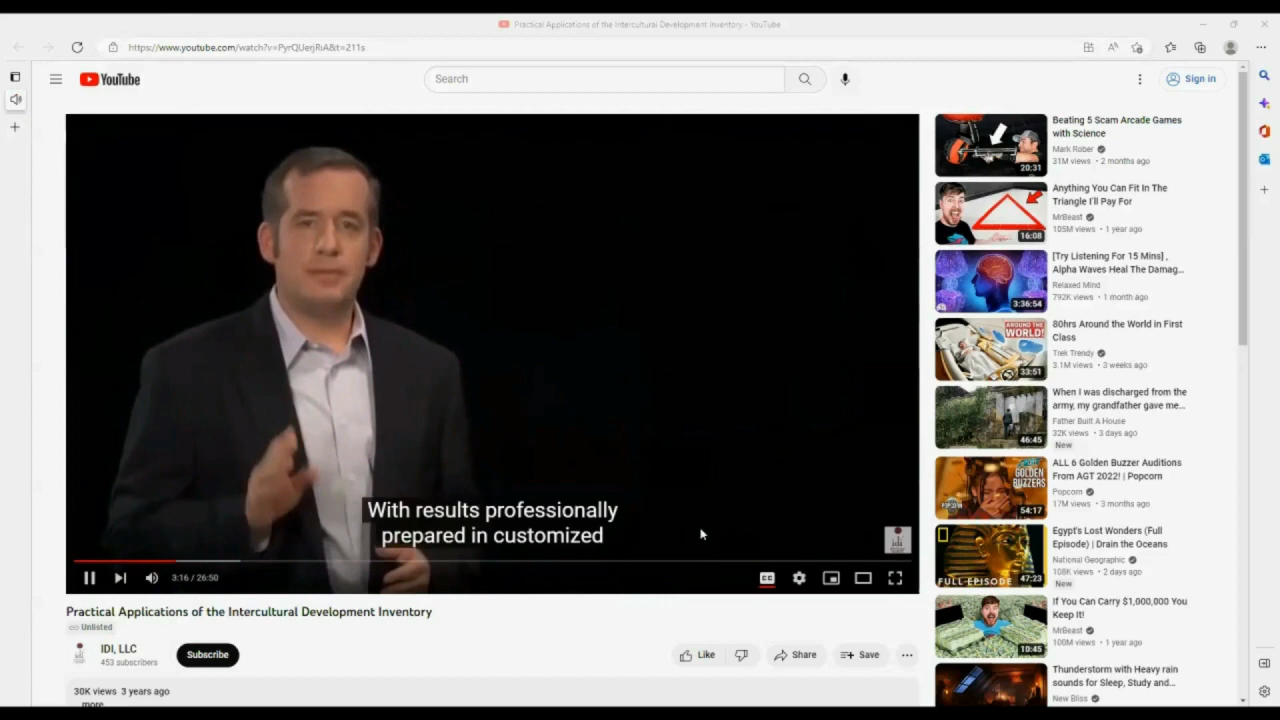 Practical Applications of the Intercultural Development Inventory - YouTube
https://www.youtube.com/watch?v=PyrQUerjRiA&t=211s
YouTube
Search
Sign in
With results professionally
prepared in customized
3:16 / 26:50
CC
Practical Applications of the Intercultural Development Inventory
Unlisted
IDI, LLC
453 subscribers
Subscribe
Like
Share
Save
30K views 3 years ago
more
20:31
Beating 5 Scam Arcade Games
with Science
Mark Rober
31M views • 2 months ago
16:08
Anything You Can Fit In The
Triangle I'll Pay For
MrBeast
105M views • 1 year ago
3:36:54
[Try Listening For 15 Mins] ,
Alpha Waves Heal The Damag...
Relaxed Mind
792K views • 1 month ago
AROUND THE
WORLD!
33:51
80hrs Around the World in First
Class
Trek Trendy
3.1M views • 3 weeks ago
46:45
When I was discharged from the
army, my grandfather gave me...
Father Built A House
32K views • 3 days ago
New
GOLDEN
BUZZERS
POPCORN
54:17
ALL 6 Golden Buzzer Auditions
From AGT 2022! | Popcorn
Popcorn
17M views • 3 months ago
FULL EPISODE
47:23
Egypt's Lost Wonders (Full
Episode) | Drain the Oceans
National Geographic
108K views • 2 days ago
New
10:45
If You Can Carry $1,000,000 You
Keep It!
MrBeast
100M views • 1 year ago
Thunderstorm with Heavy rain
sounds for Sleep, Study and...
New Bliss